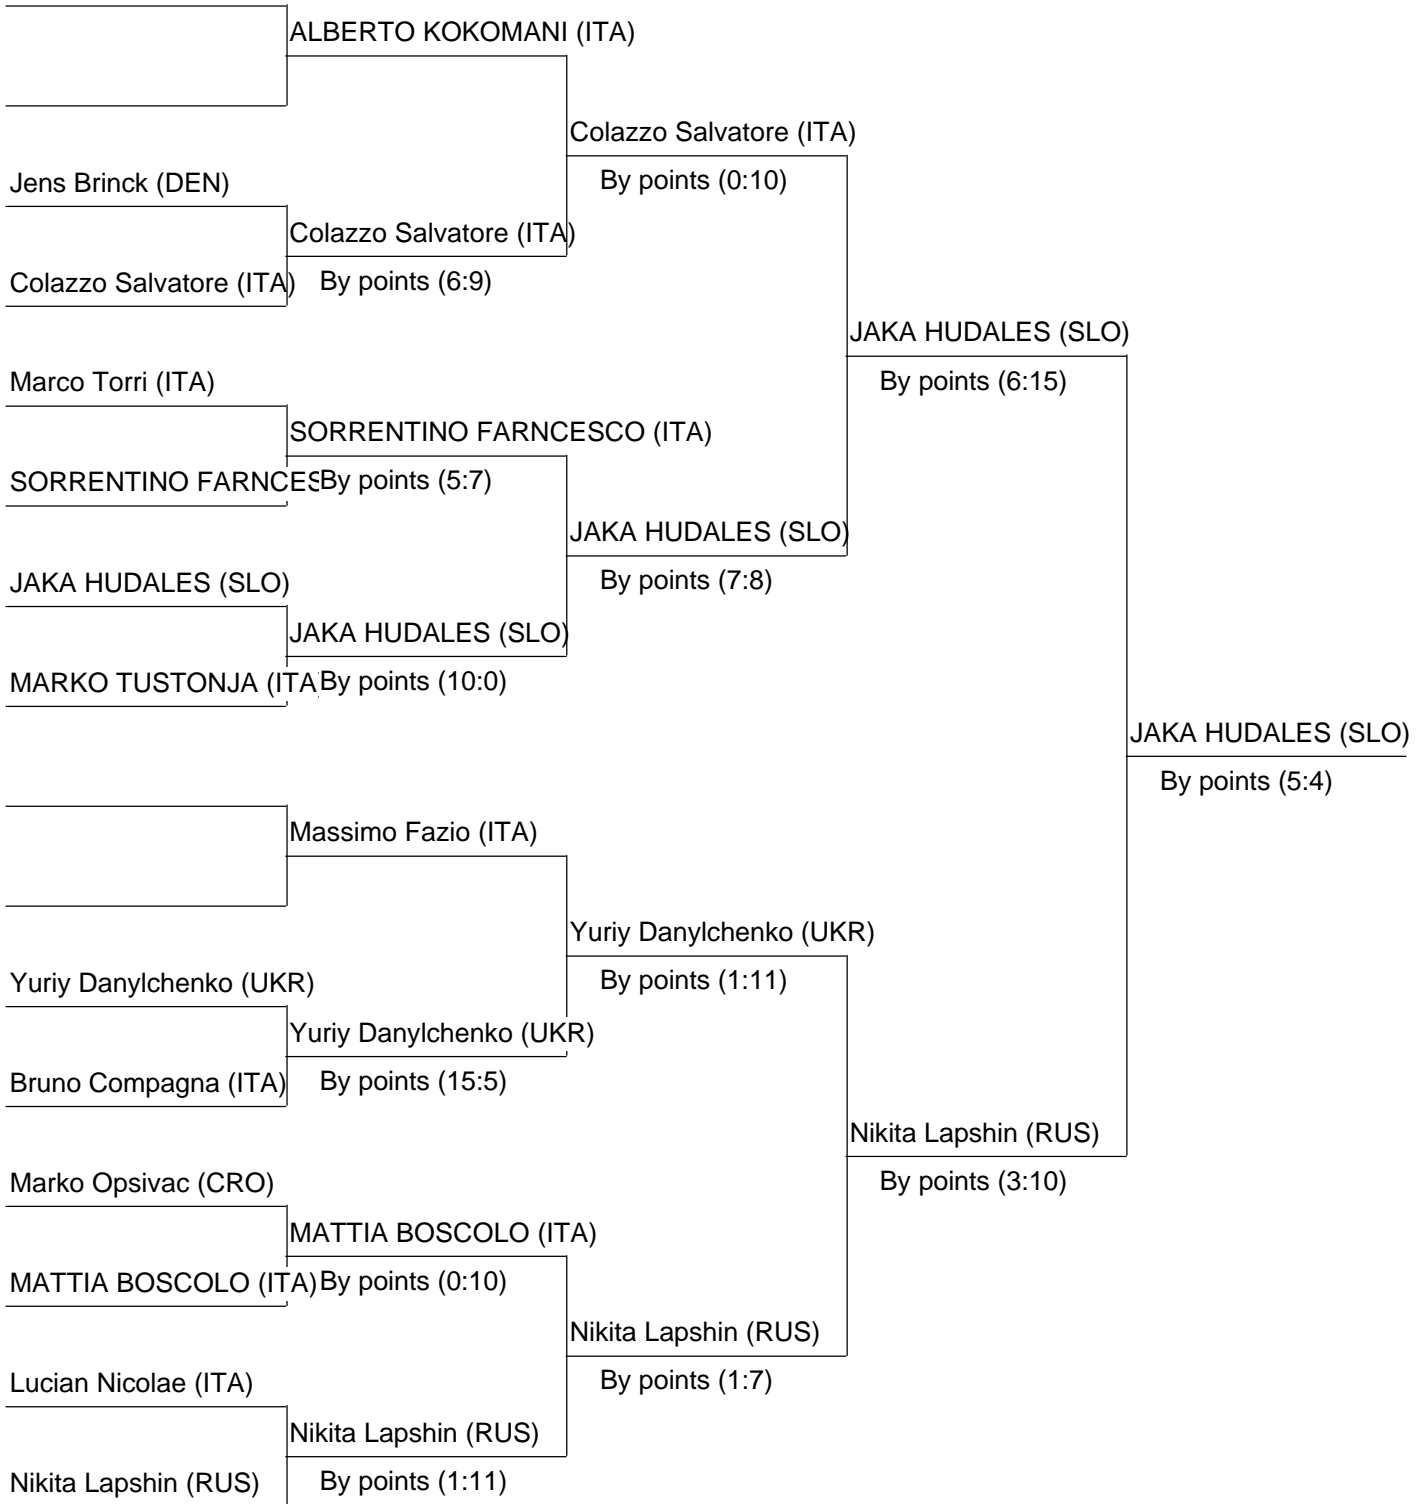 ALBERTO KOKOMANI (ITA)
Colazzo Salvatore (ITA)
By points (0:10)
Jens Brinck (DEN)
Colazzo Salvatore (ITA)
Colazzo Salvatore (ITA)
By points (6:9)
JAKA HUDALES (SLO)
By points (6:15)
Marco Torri (ITA)
SORRENTINO FARNCESCO (ITA)
SORRENTINO FARNCES
By points (5:7)
JAKA HUDALES (SLO)
By points (7:8)
JAKA HUDALES (SLO)
JAKA HUDALES (SLO)
MARKO TUSTONJA (ITA
By points (10:0)
JAKA HUDALES (SLO)
By points (5:4)
Massimo Fazio (ITA)
Yuriy Danylchenko (UKR)
By points (1:11)
Yuriy Danylchenko (UKR)
Yuriy Danylchenko (UKR)
Bruno Compagna (ITA)
By points (15:5)
Nikita Lapshin (RUS)
By points (3:10)
Marko Opsivac (CRO)
MATTIA BOSCOLO (ITA)
MATTIA BOSCOLO (ITA)
By points (0:10)
Nikita Lapshin (RUS)
By points (1:7)
Lucian Nicolae (ITA)
Nikita Lapshin (RUS)
Nikita Lapshin (RUS)
By points (1:11)